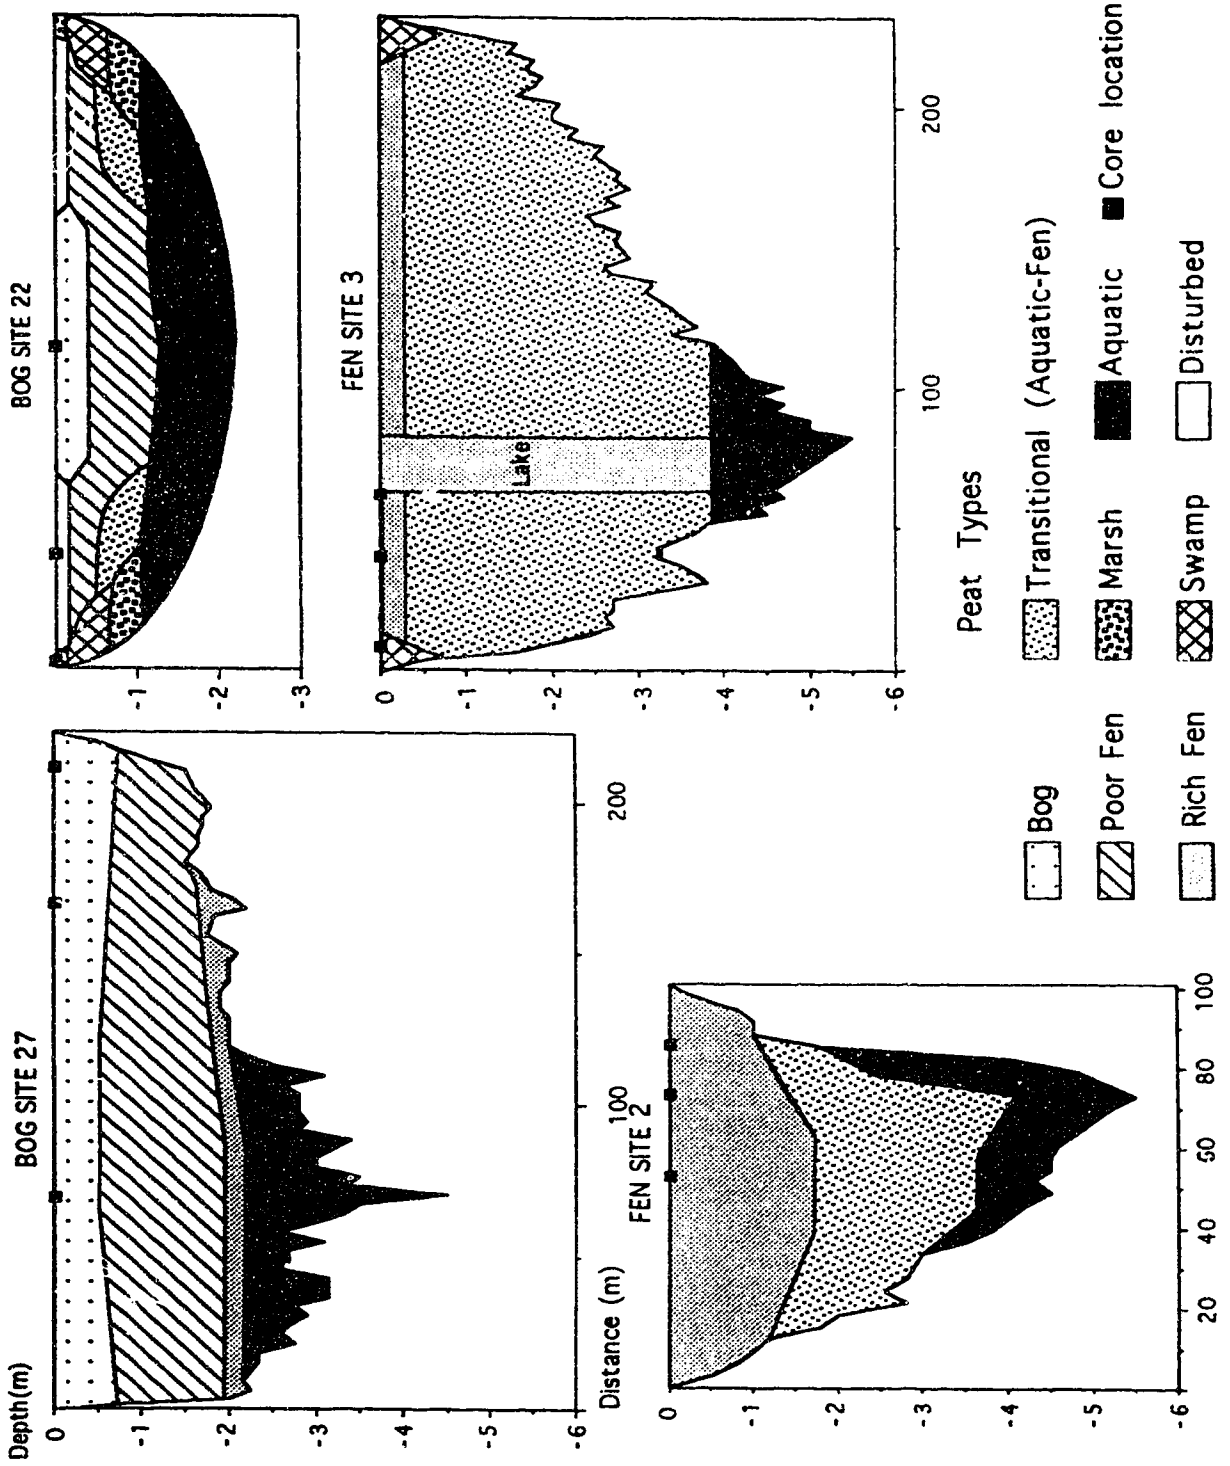 Depth(m)
BOG SITE 27
0
-1
-2
-3
-4
-5
-6
Distance (m)
100
200
BOG SITE 22
-1
-2
-3
FEN SITE 2
0
-1
-2
-3
-4
-5
-6
20
40
50
80
100
FEN SITE 3
0
-1
-2
-3
-4
-5
-6
100
200
Lake
Peat Types
Bog
Transitional (Aquatic-Fen)
Poor Fen
Marsh
Aquatic
Core location
Rich Fen
Swamp
Disturbed